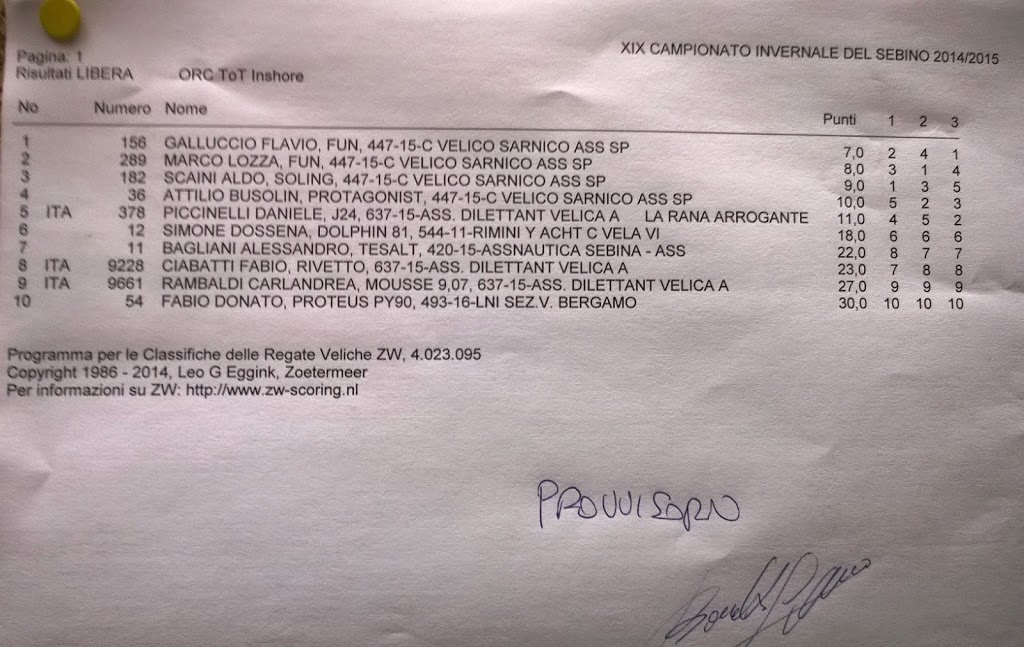 Pagina: 1
XIX CAMPIONATO INVERNALE DEL SEBINO 2014/2015
Risultati LIBERA ORC ToT Inshore
No Numero Nome Punti 1 2 3
1 156 GALLUCCIO FLAVIO, FUN, 447-15-C VELICO SARNICO ASS SP 7,0 2 4 1
2 289 MARCO LOZZA, FUN, 447-15-C VELICO SARNICO ASS SP 8,0 3 1 4
3 182 SCAINI ALDO, SOLING, 447-15-C VELICO SARNICO ASS SP 9,0 1 3 5
4 36 ATTILIO BUSOLIN, PROTAGONIST, 447-15-C VELICO SARNICO ASS SP 10,0 5 2 3
5 ITA 378 PICCINELLI DANIELE, J24, 637-15-ASS. DILETTANT VELICA A LA RANA ARROGANTE 11,0 4 5 2
6 12 SIMONE DOSSENA, DOLPHIN 81, 544-11-RIMINI Y ACHT C VELA VI 18,0 6 6 6
7 11 BAGLIANI ALESSANDRO, TESALT, 420-15-ASSNAUTICA SEBINA - ASS 22,0 8 7 7
8 ITA 9228 CIABATTI FABIO, RIVETTO, 637-15-ASS. DILETTANT VELICA A 23,0 7 8 8
9 ITA 9661 RAMBALDI CARLANDREA, MOUSSE 9,07, 637-15-ASS. DILETTANT VELICA A 27,0 9 9 9
10 54 FABIO DONATO, PROTEUS PY90, 493-16-LNI SEZ.V. BERGAMO 30,0 10 10 10
Programma per le Classifiche delle Regate Veliche ZW, 4.023.095
Copyright 1986 - 2014, Leo G Eggink, Zoetermeer
Per informazioni su ZW: http://www.zw-scoring.nl
PROVVISORIO